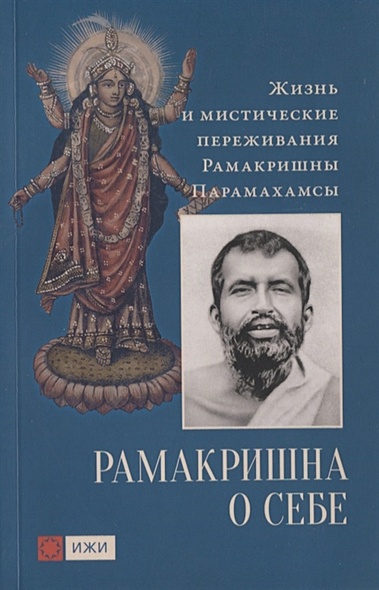 Жизнь
и мистические
переживания
Рамакришны
Парамахамсы
РАМАКРИШНА
О СЕБЕ
ИЖИ